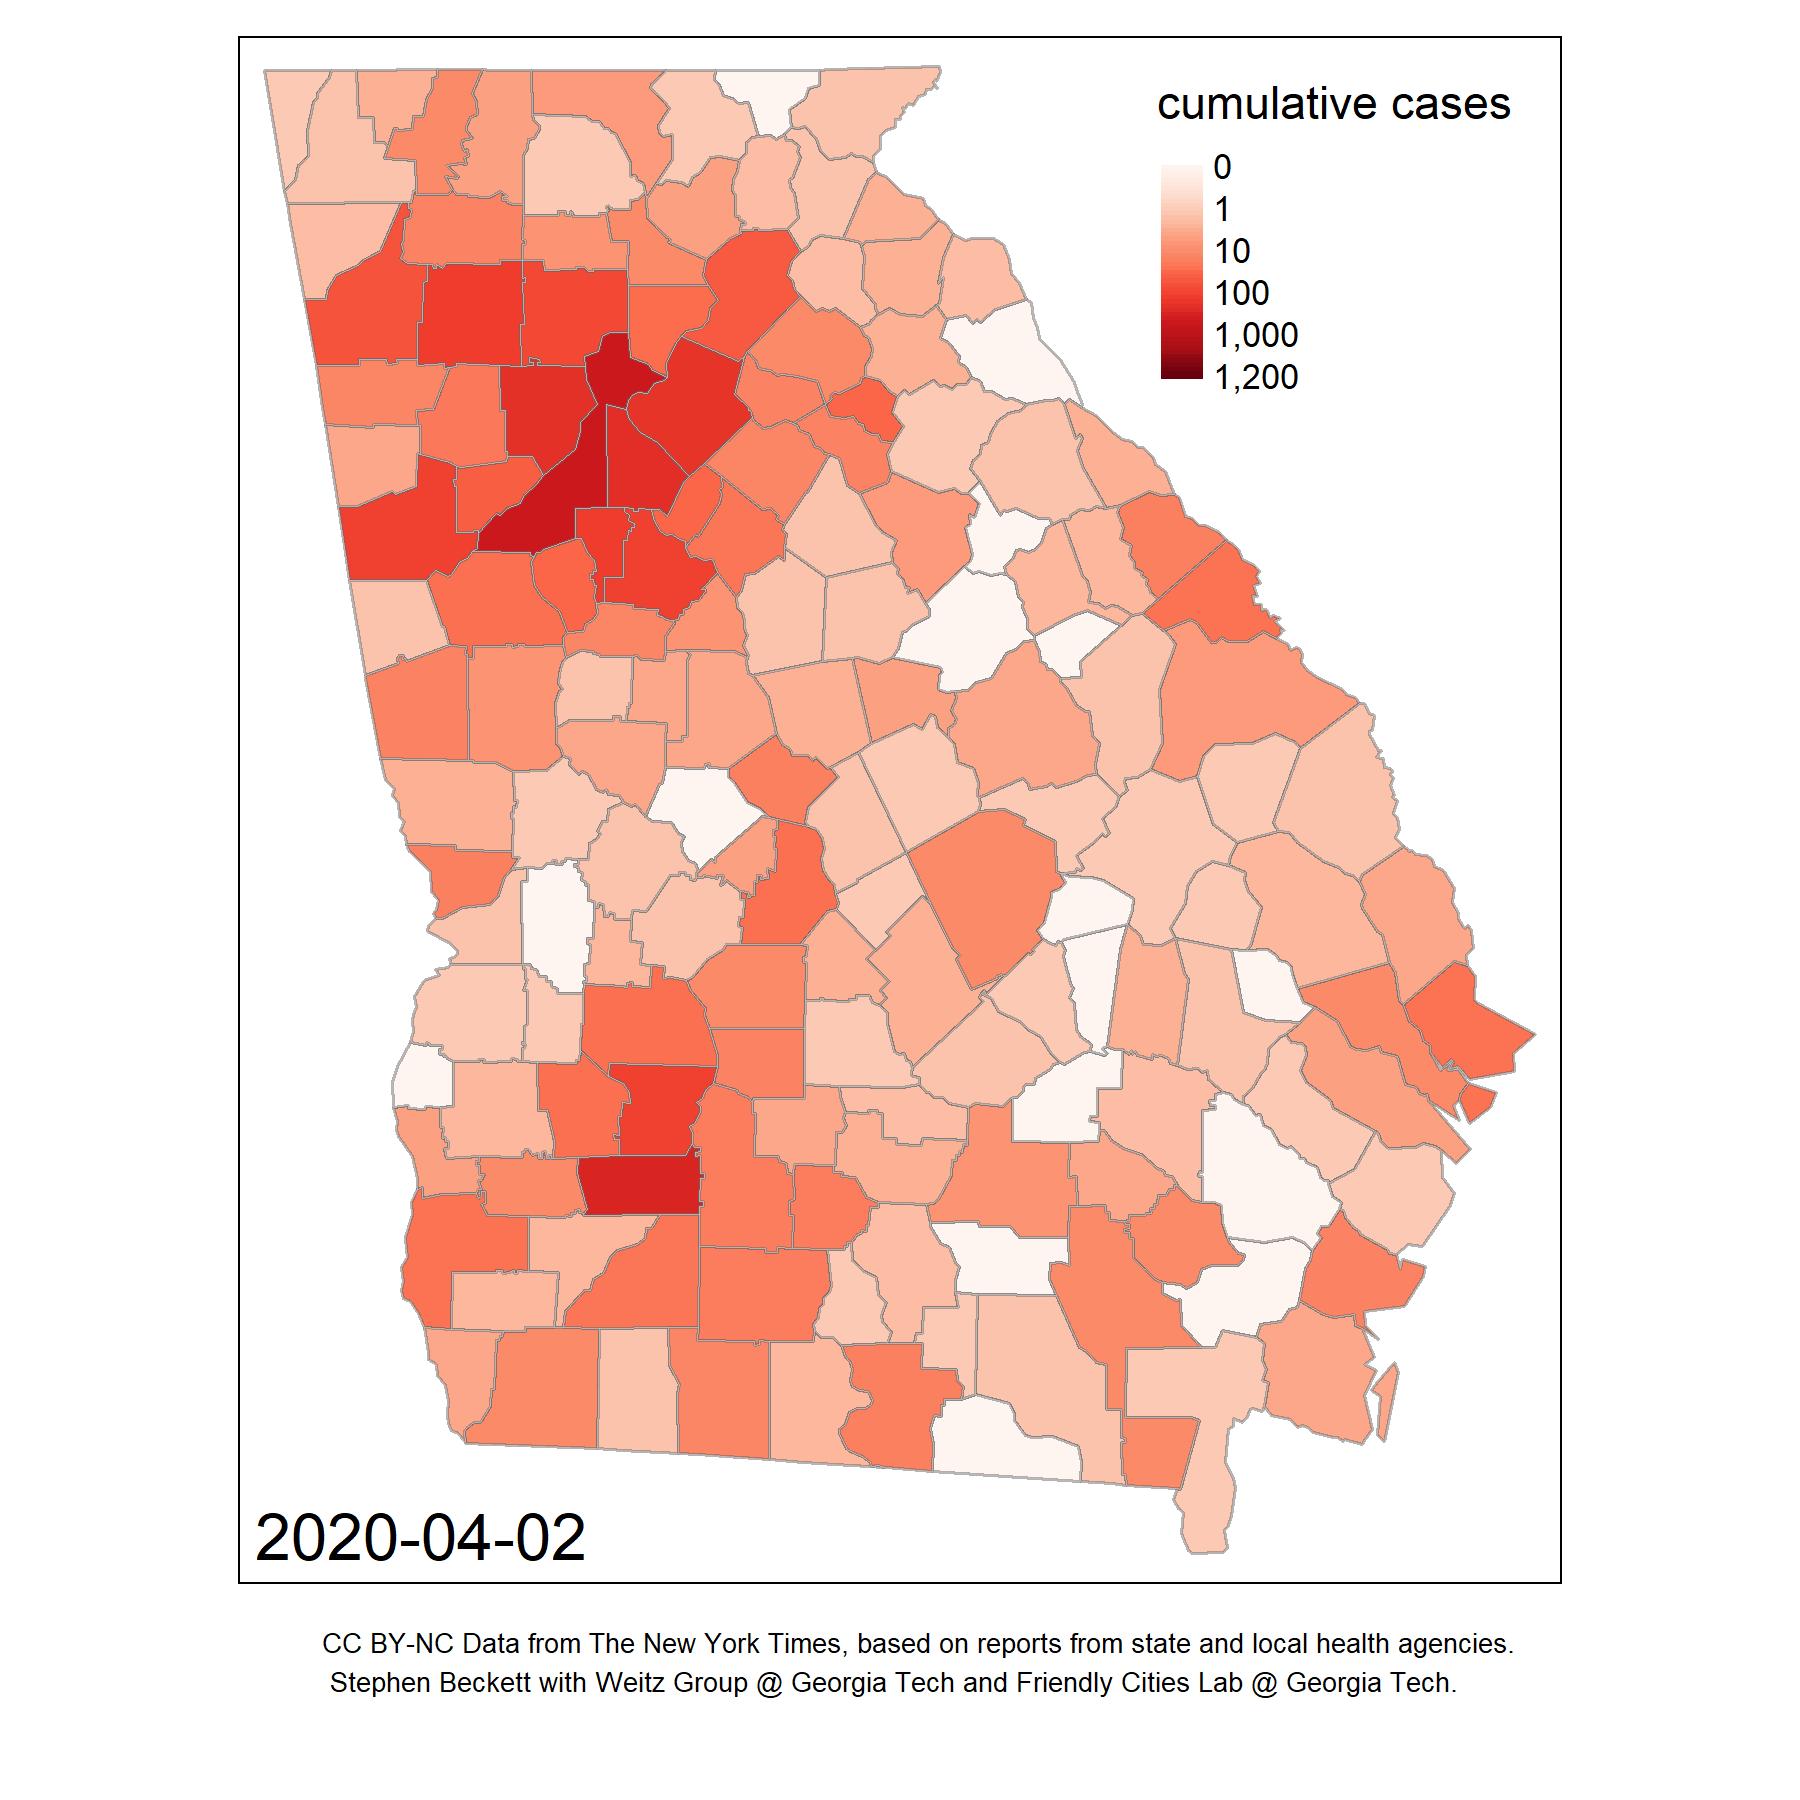 cumulative cases
0
1
10
100
1,000
1,200
2020-04-02
CC BY-NC Data from The New York Times, based on reports from state and local health agencies.
Stephen Beckett with Weitz Group @ Georgia Tech and Friendly Cities Lab @ Georgia Tech.